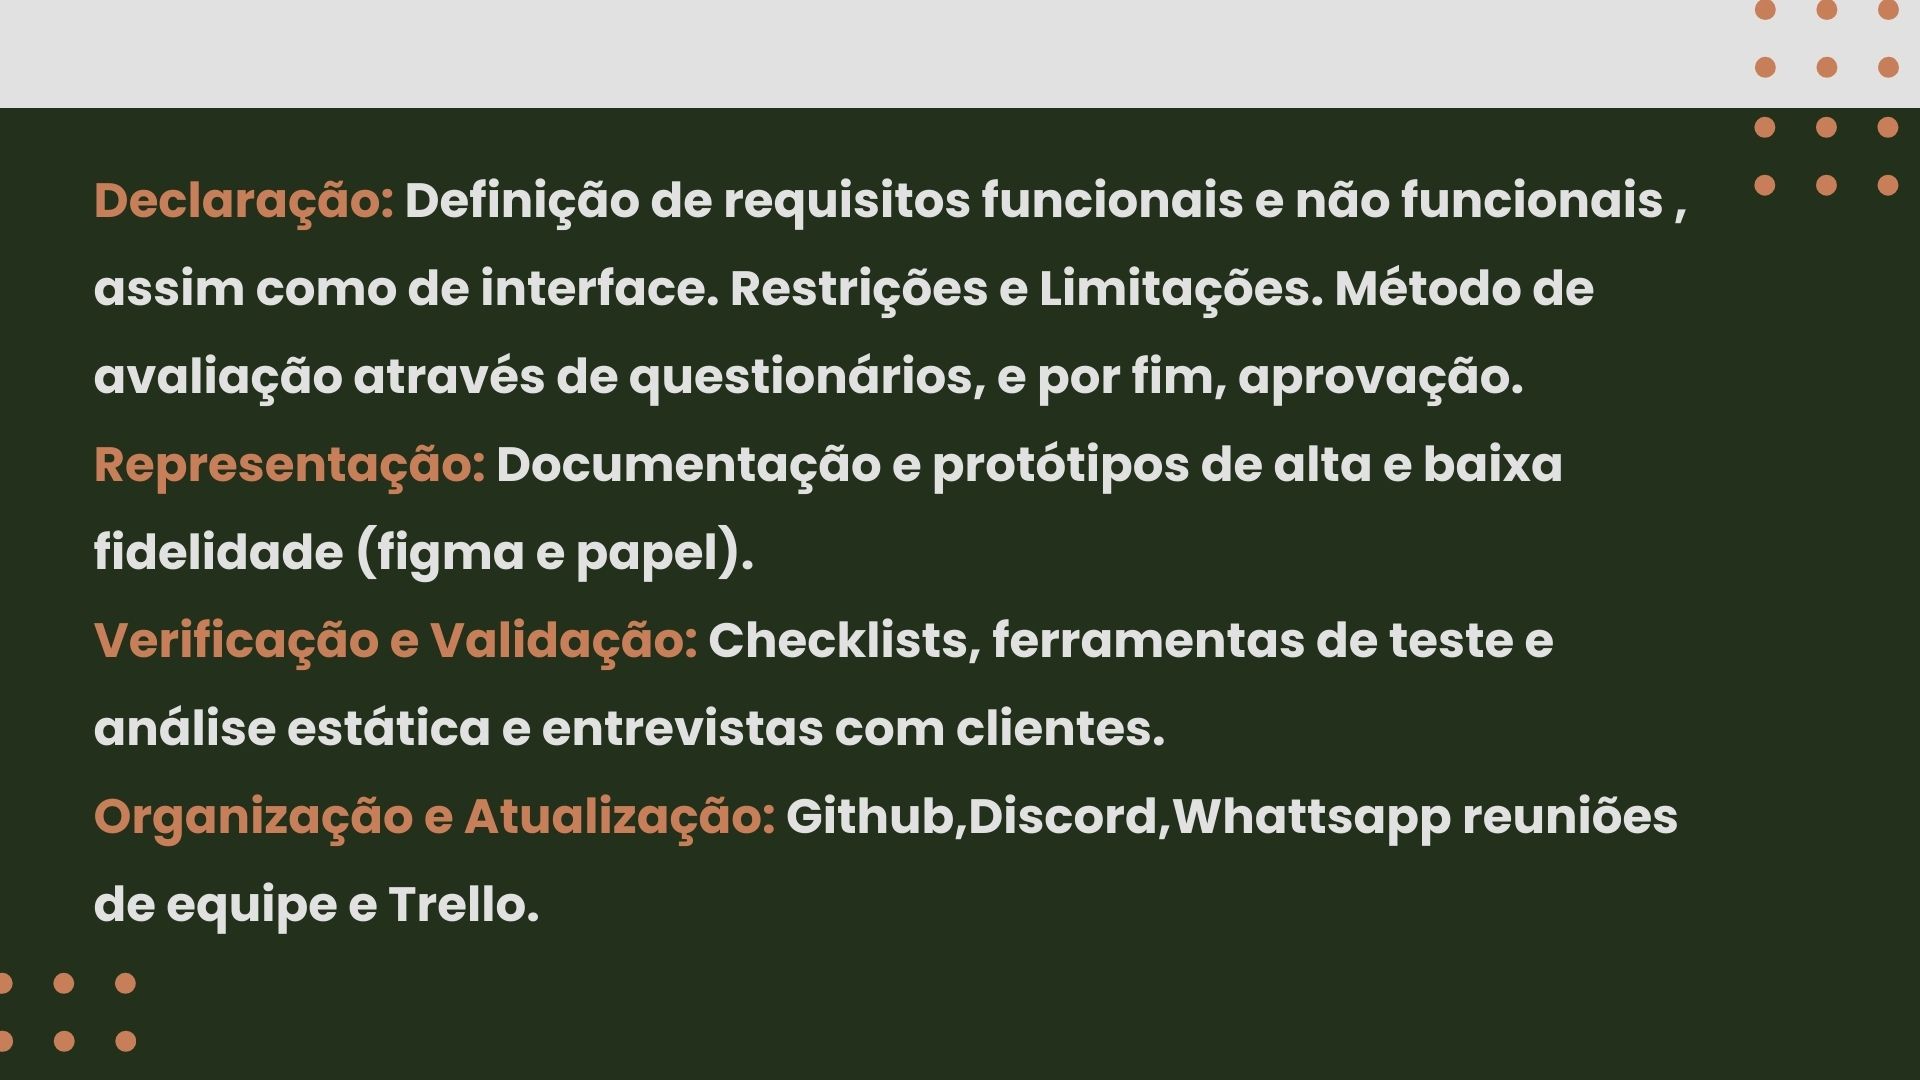 Declaração: Definição de requisitos funcionais e não funcionais ,
assim como de interface. Restrições e Limitações. Método de
avaliação através de questionários, e por fim, aprovação.
Representação: Documentação e protótipos de alta e baixa
fidelidade (figma e papel).
Verificação e Validação: Checklists, ferramentas de teste e
análise estática e entrevistas com clientes.
Organização e Atualização: Github,Discord,Whattsapp reuniões
de equipe e Trello.